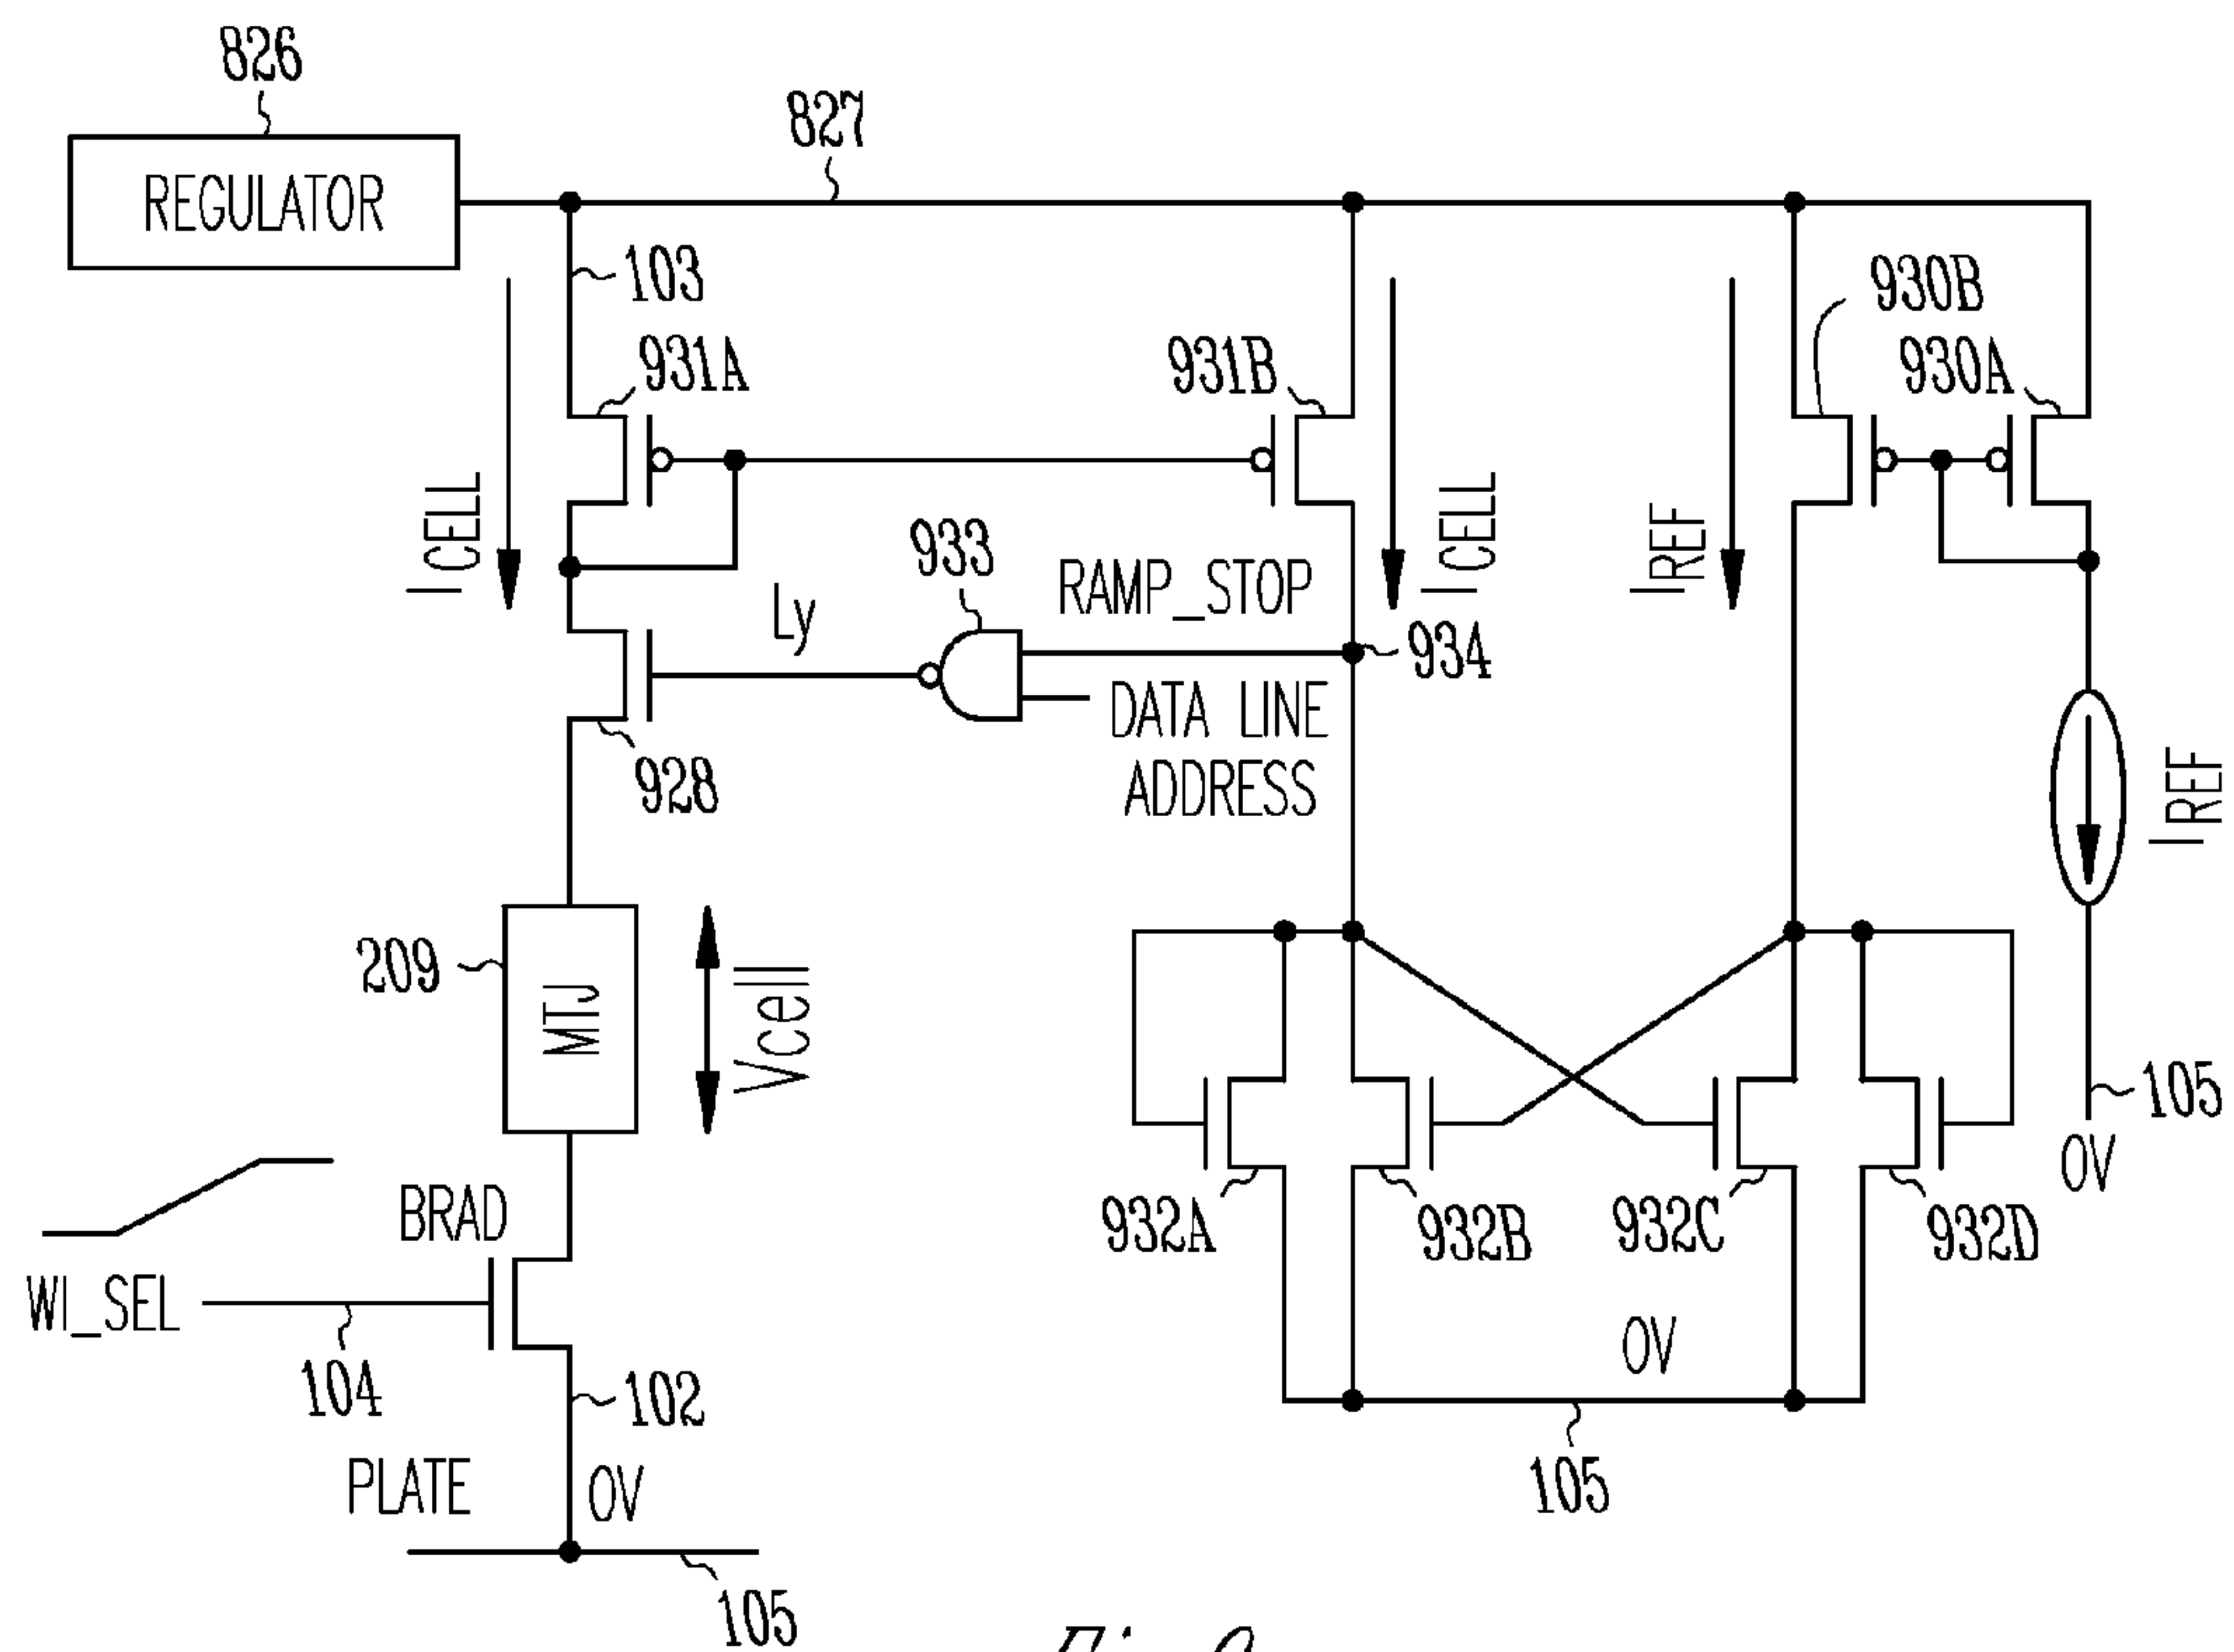 826
REGULATOR
827
103
931A
931B
930B
930A
ICELL
ICELL
IREF
933
RAMP_STOP
Ly
934
DATA LINE
ADDRESS
928
IREF
209
MTJ
Vcell
105
0V
BRAD
WI_SEL
104
102
932A
932B
932C
932D
0V
105
PLATE
0V
105